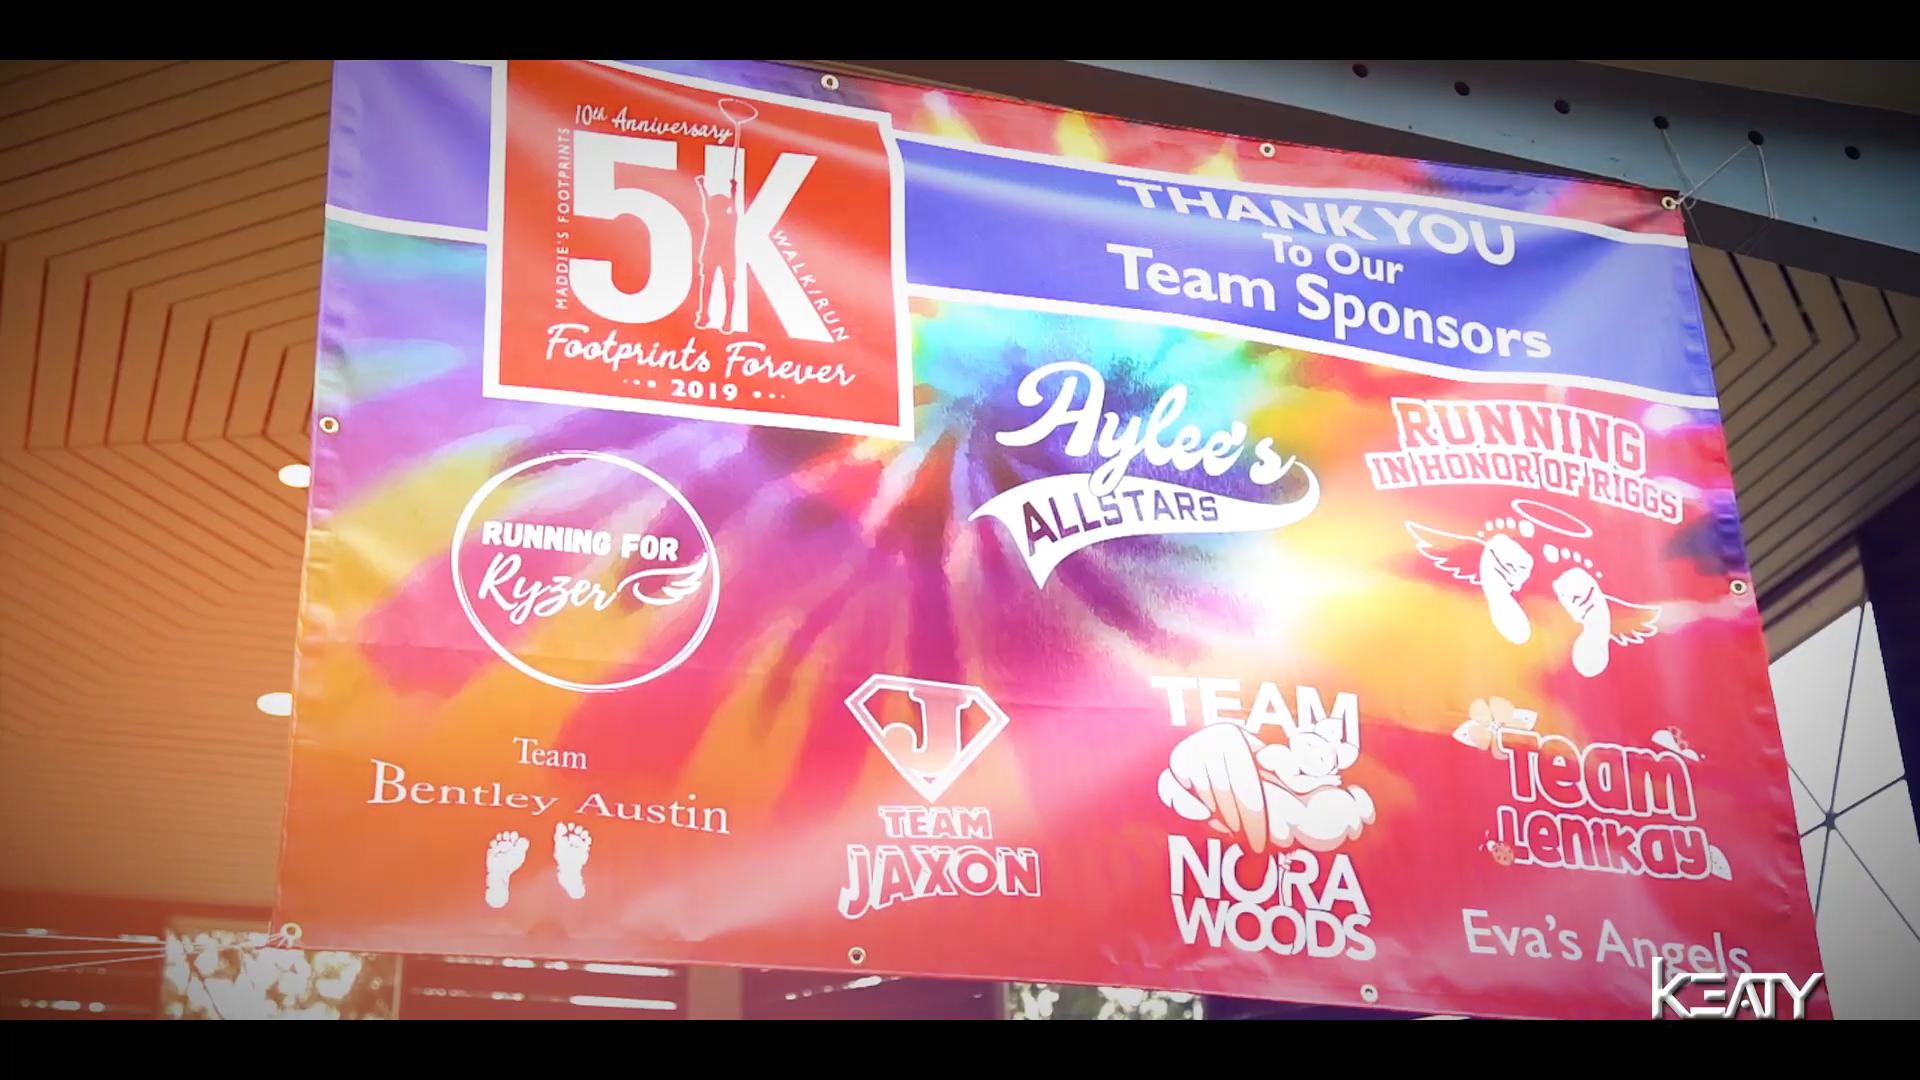 10th Anniversary
MADDIE'S FOOTPRINTS
5K
WALK/RUN
Footprints Forever
2019
THANK YOU
To Our
Team Sponsors
Aylee's
ALLSTARS
RUNNING
IN HONOR OF RIGGS
RUNNING FOR
Ryzer
Team
Bentley Austin
J
TEAM
JAXON
TEAM
NORA
WOODS
Team
Lenikay
Eva's Angels
KEATY